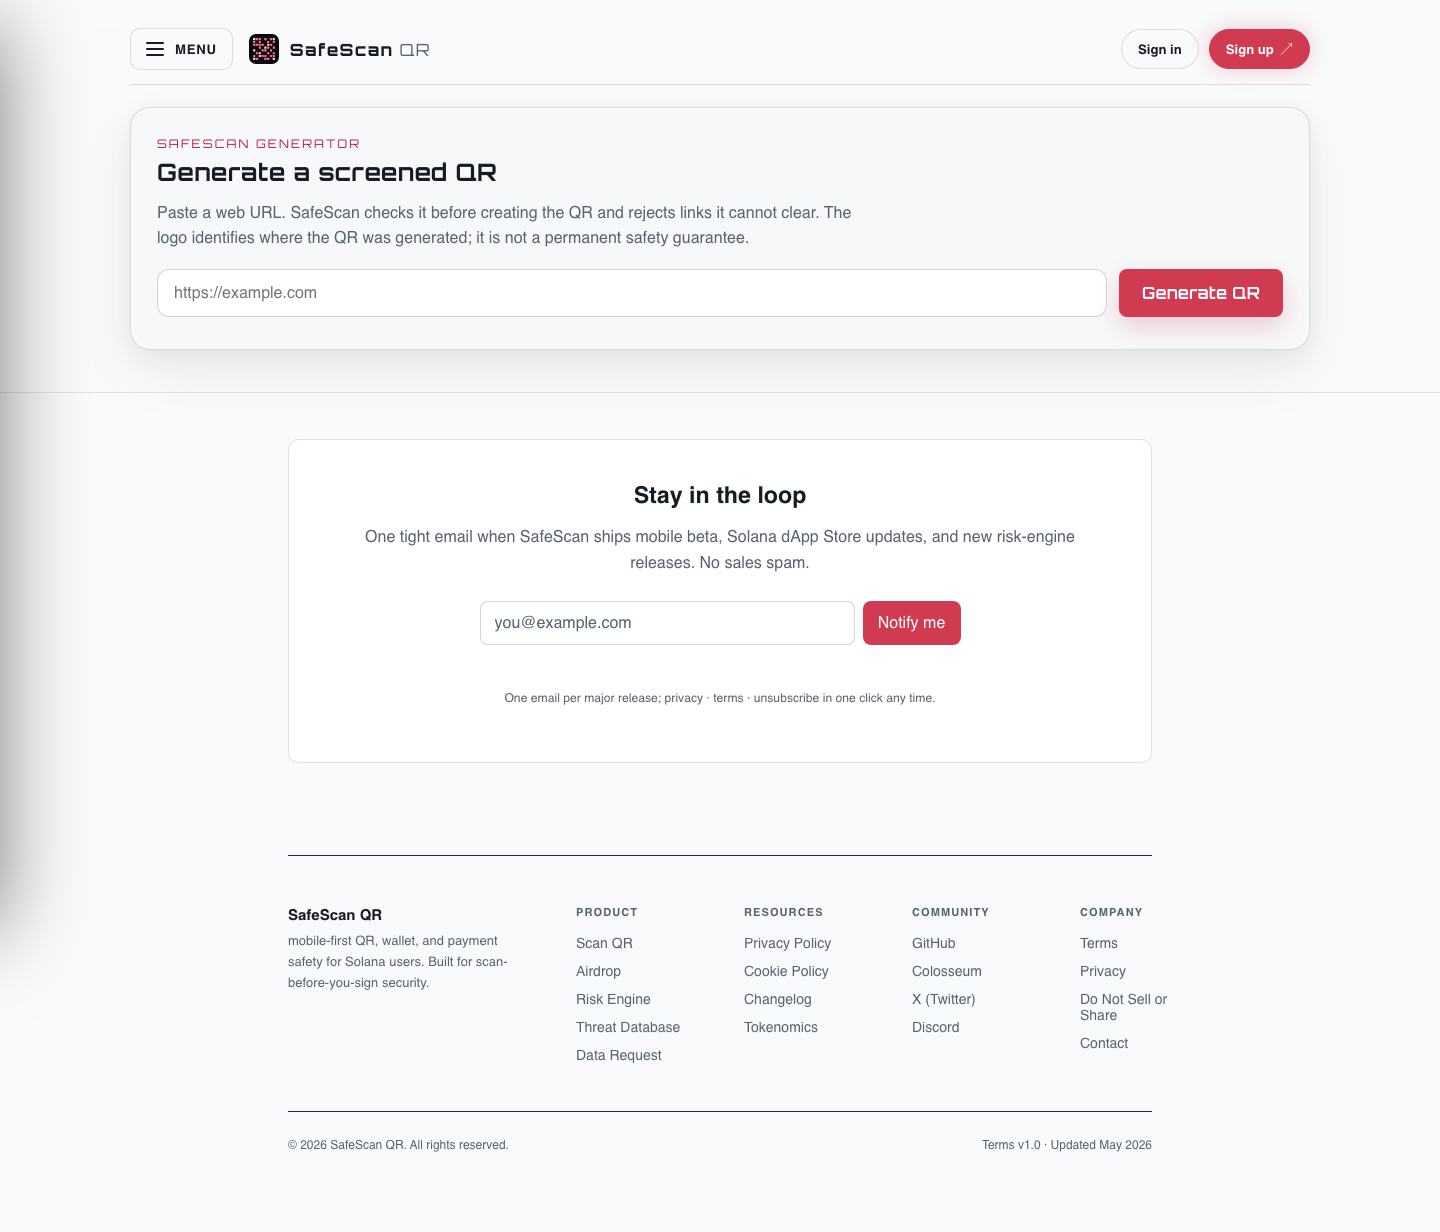 MENU
SafeScan QR
Sign in
Sign up ↗
SAFESCAN GENERATOR
Generate a screened QR
Paste a web URL. SafeScan checks it before creating the QR and rejects links it cannot clear. The
logo identifies where the QR was generated; it is not a permanent safety guarantee.
https://example.com
Generate QR
Stay in the loop
One tight email when SafeScan ships mobile beta, Solana dApp Store updates, and new risk-engine
releases. No sales spam.
you@example.com
Notify me
One email per major release; privacy · terms · unsubscribe in one click any time.
SafeScan QR
mobile-first QR, wallet, and payment
safety for Solana users. Built for scan-
before-you-sign security.
PRODUCT
Scan QR
Airdrop
Risk Engine
Threat Database
Data Request
RESOURCES
Privacy Policy
Cookie Policy
Changelog
Tokenomics
COMMUNITY
GitHub
Colosseum
X (Twitter)
Discord
COMPANY
Terms
Privacy
Do Not Sell or
Share
Contact
© 2026 SafeScan QR. All rights reserved.
Terms v1.0 · Updated May 2026